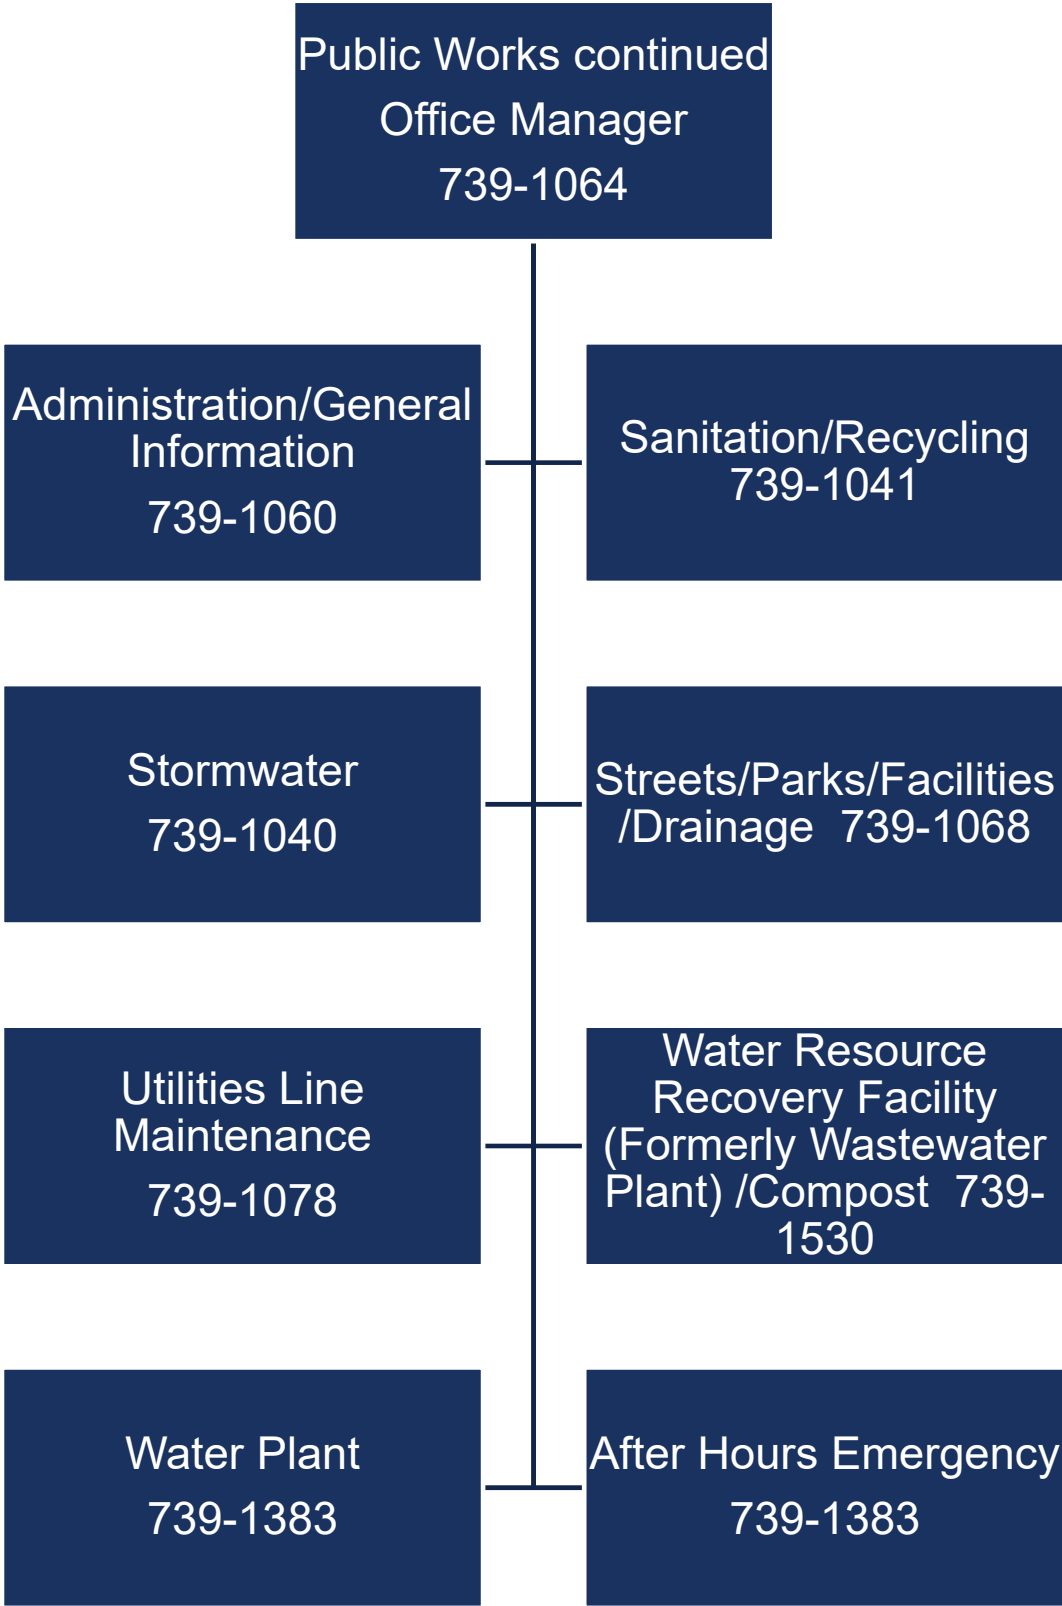 Public Works continued
Office Manager
739-1064
Administration/General
Information
739-1060
Sanitation/Recycling
739-1041
Stormwater
739-1040
Streets/Parks/Facilities
/Drainage  739-1068
Utilities Line
Maintenance
739-1078
Water Resource
Recovery Facility
(Formerly Wastewater
Plant) /Compost  739-
1530
Water Plant
739-1383
After Hours Emergency
739-1383